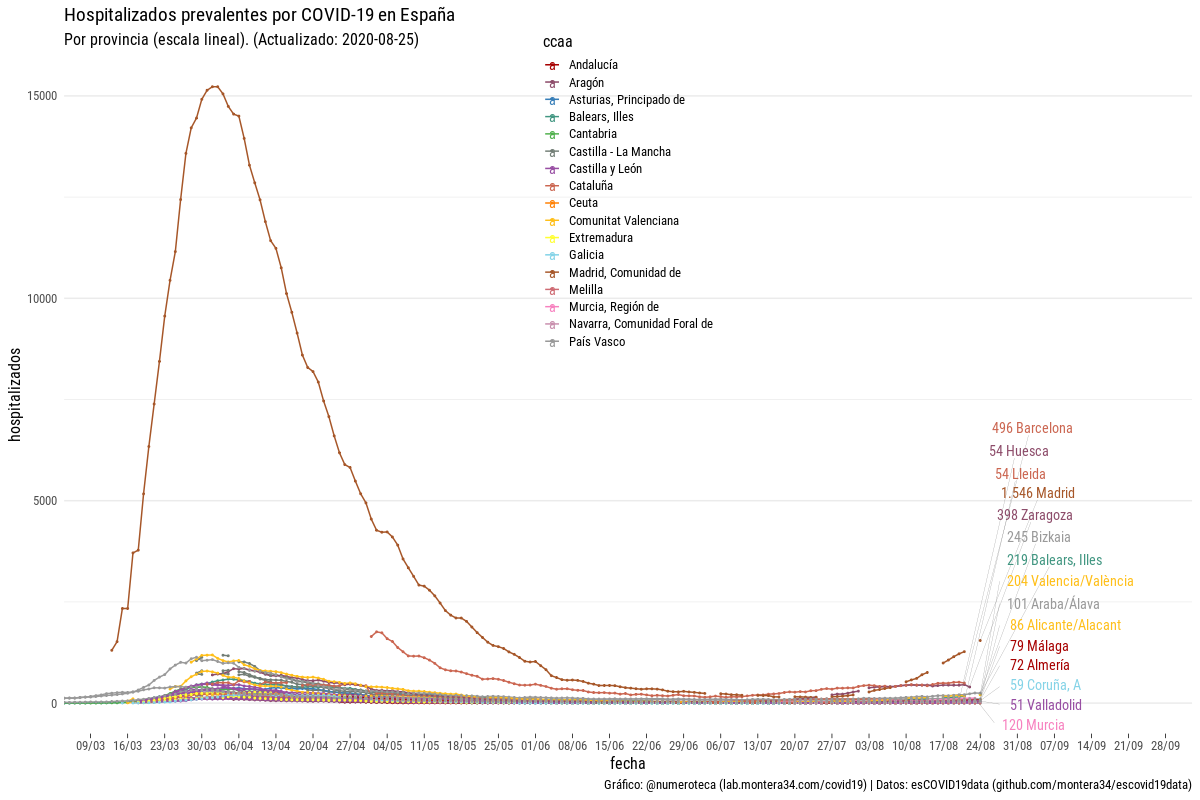 Hospitalizados prevalentes por COVID-19 en España
Por provincia (escala lineal). (Actualizado: 2020-08-25)
ccaa
Andalucía
Aragón
Asturias, Principado de
Balears, Illes
Cantabria
Castilla - La Mancha
Castilla y León
Cataluña
Ceuta
Comunitat Valenciana
Extremadura
Galicia
Madrid, Comunidad de
Melilla
Murcia, Región de
Navarra, Comunidad Foral de
País Vasco
15000
10000
5000
0
hospitalizados
496 Barcelona
54 Huesca
54 Lleida
1.546 Madrid
398 Zaragoza
245 Bizkaia
219 Balears, Illes
204 Valencia/València
101 Araba/Álava
86 Alicante/Alacant
79 Málaga
72 Almería
59 Coruña, A
51 Valladolid
120 Murcia
09/03 16/03 23/03 30/03 06/04 13/04 20/04 27/04 04/05 11/05 18/05 25/05 01/06 08/06 15/06 22/06 29/06 06/07 13/07 20/07 27/07 03/08 10/08 17/08 24/08 31/08 07/09 14/09 21/09 28/09
fecha
Gráfico: @numeroteca (lab.montera34.com/covid19) | Datos: esCOVID19data (github.com/montera34/escovid19data)